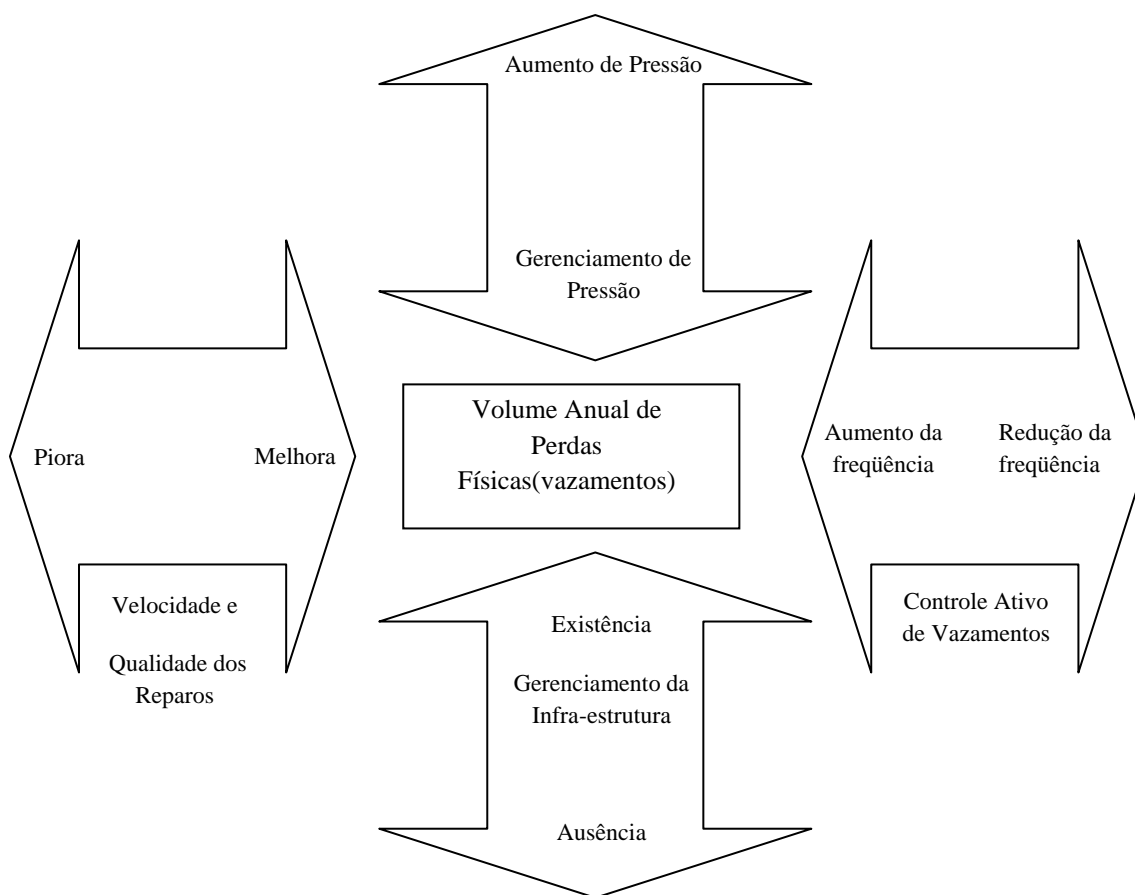 Aumento de Pressão
Gerenciamento de
Pressão
Piora
Melhora
Volume Anual de
Perdas
Físicas(vazamentos)
Aumento da
freqüência
Redução da
freqüência
Velocidade e
Qualidade dos
Reparos
Existência
Gerenciamento da
Infra-estrutura
Ausência
Controle Ativo
de Vazamentos